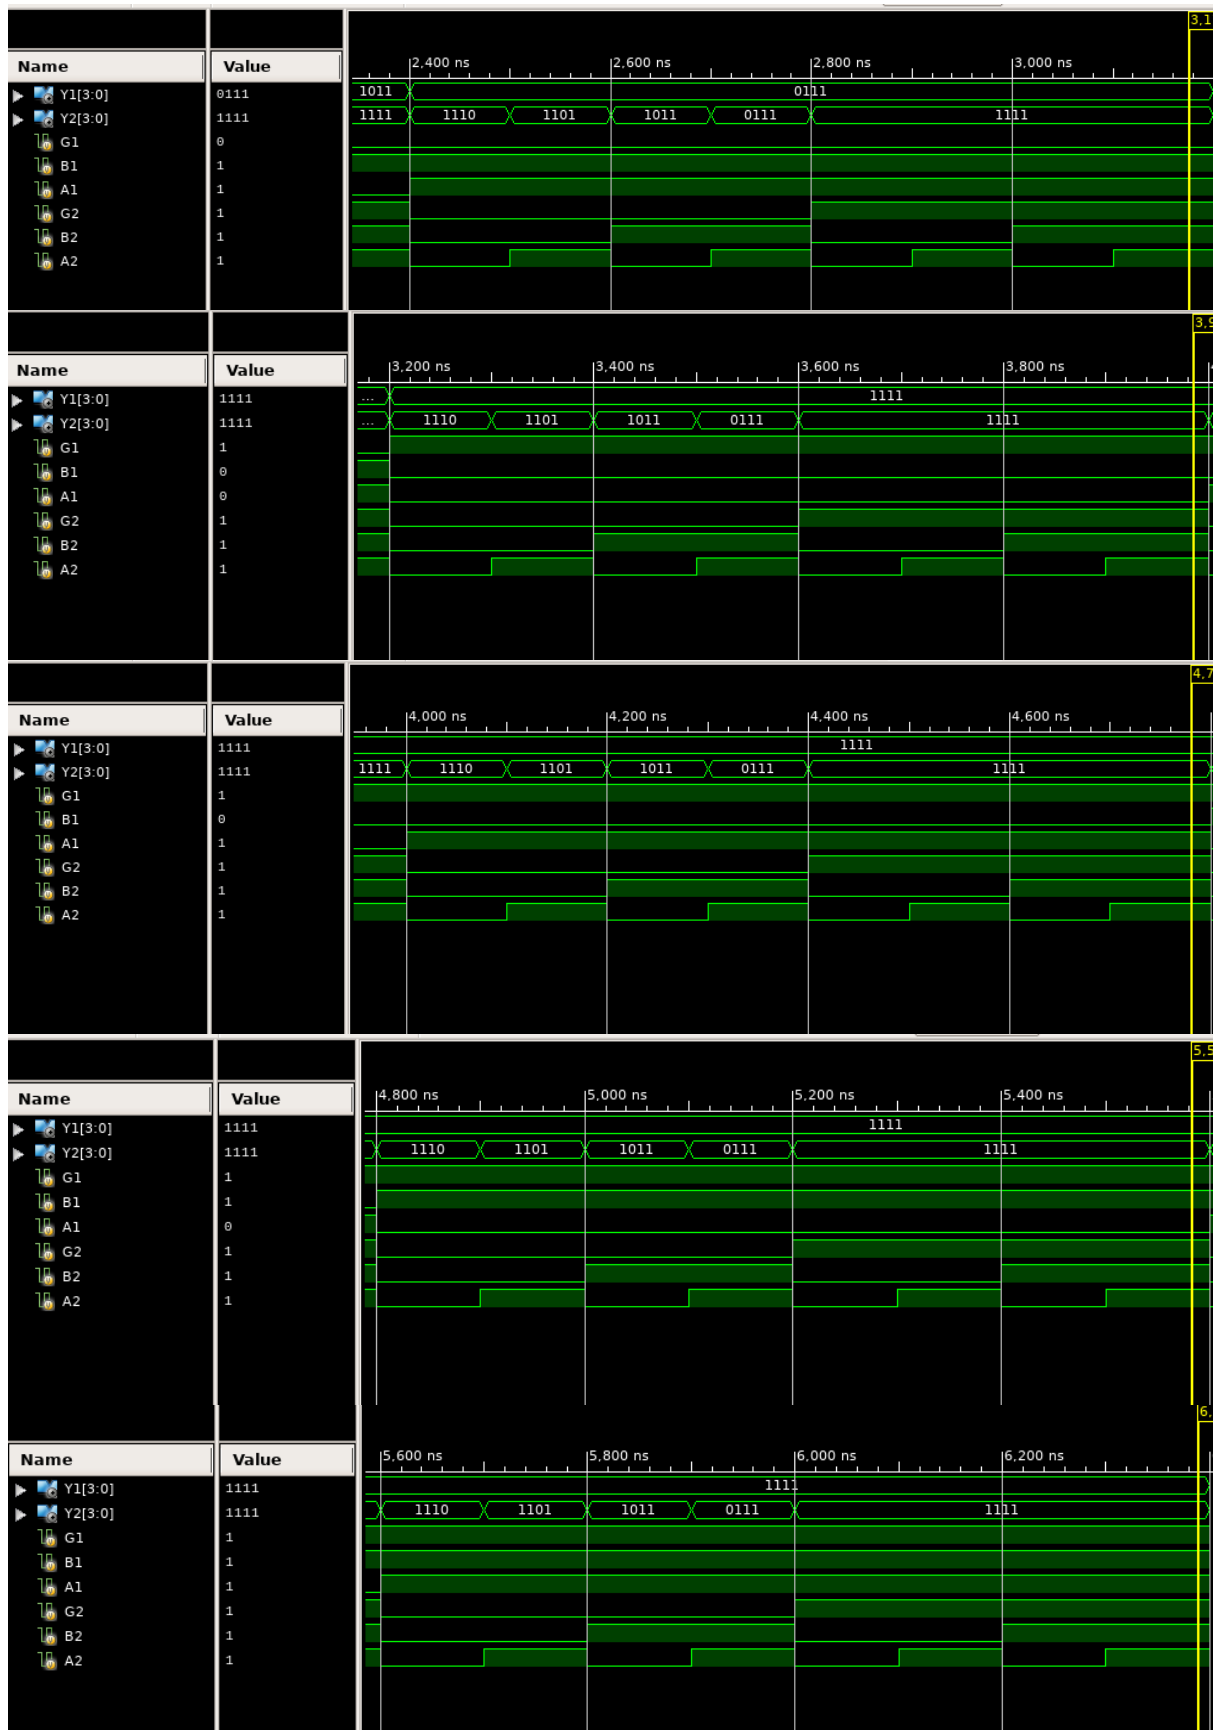 3,1
2,400 ns 2,600 ns 2,800 ns 3,000 ns
Name Value
Y1[3:0] 0111 1011 0111
Y2[3:0] 1111 1111 1110 1101 1011 0111 1111
G1 0
B1 1
A1 1
G2 1
B2 1
A2 1
3,9
3,200 ns 3,400 ns 3,600 ns 3,800 ns
Name Value
Y1[3:0] 1111 ... 1111
Y2[3:0] 1111 ... 1110 1101 1011 0111 1111
G1 1
B1 0
A1 0
G2 1
B2 1
A2 1
4,7
4,000 ns 4,200 ns 4,400 ns 4,600 ns
Name Value
Y1[3:0] 1111 1111
Y2[3:0] 1111 1111 1110 1101 1011 0111 1111
G1 1
B1 0
A1 1
G2 1
B2 1
A2 1
5,5
4,800 ns 5,000 ns 5,200 ns 5,400 ns
Name Value
Y1[3:0] 1111 1111
Y2[3:0] 1111 1110 1101 1011 0111 1111
G1 1
B1 1
A1 0
G2 1
B2 1
A2 1
6,
5,600 ns 5,800 ns 6,000 ns 6,200 ns
Name Value
Y1[3:0] 1111 1111
Y2[3:0] 1111 1110 1101 1011 0111 1111
G1 1
B1 1
A1 1
G2 1
B2 1
A2 1